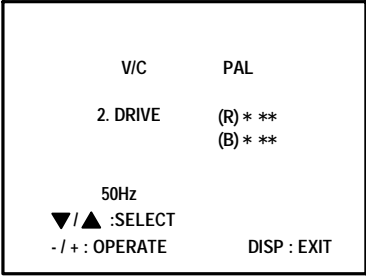 V/C PAL
2. DRIVE (R) * **
(B) * **
50Hz
▼/▲ :SELECT
- / + : OPERATE DISP : EXIT